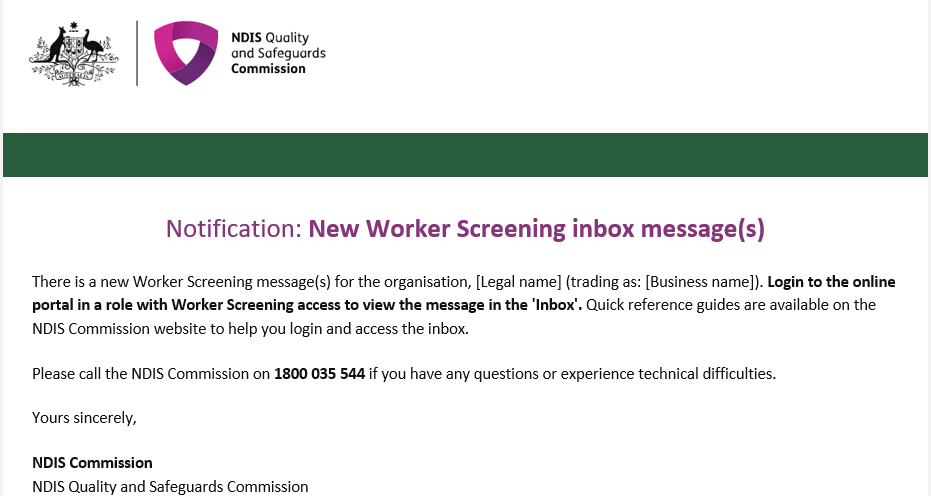 NDIS Quality
and Safeguards
Commission
Notification: New Worker Screening inbox message(s)
There is a new Worker Screening message(s) for the organisation, [Legal name] (trading as: [Business name]). Login to the online
portal in a role with Worker Screening access to view the message in the 'Inbox'. Quick reference guides are available on the
NDIS Commission website to help you login and access the inbox.
Please call the NDIS Commission on 1800 035 544 if you have any questions or experience technical difficulties.
Yours sincerely,
NDIS Commission
NDIS Quality and Safeguards Commission